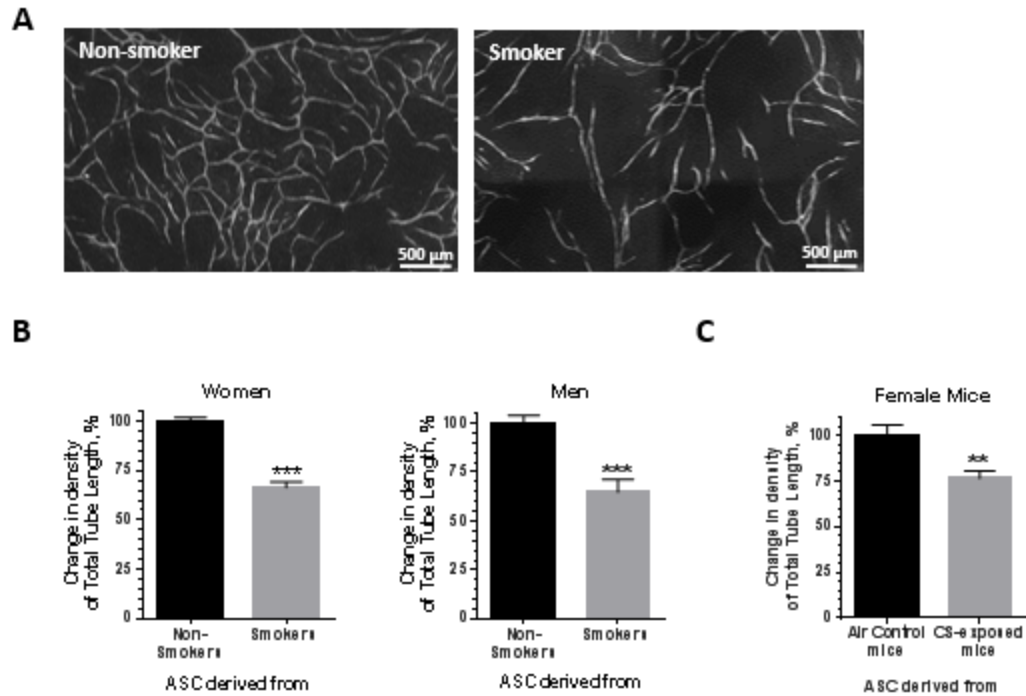 A
Non-smoker
500 µm
Smoker
500 µm
B
Women
Change in density
of Total Tube Length, %
100
75
50
25
0
Non-
Smokers
Smokers
ASC derived from
***
Men
Change in density
of Total Tube Length, %
100
75
50
25
0
Non-
Smokers
Smokers
ASC derived from
***
C
Female Mice
Change in density
of Total Tube Length, %
100
75
50
25
0
Air Control
mice
CS-exposed
mice
ASC derived from
**